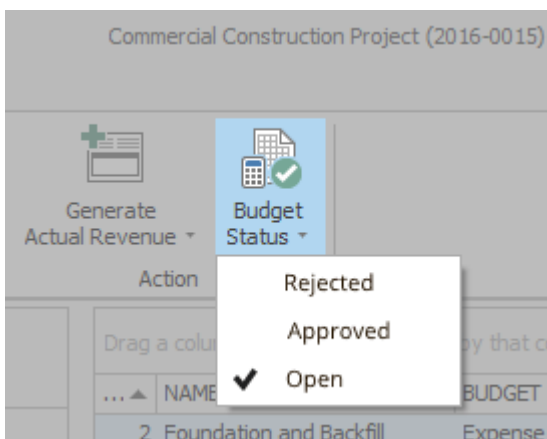 Commercial Construction Project (2016-0015)
Generate
Actual Revenue
Budget
Status
Action
Rejected
Approved
Open
Drag a colu
by that c
... NAME BUDGET
2 Foundation and Backfill Expense